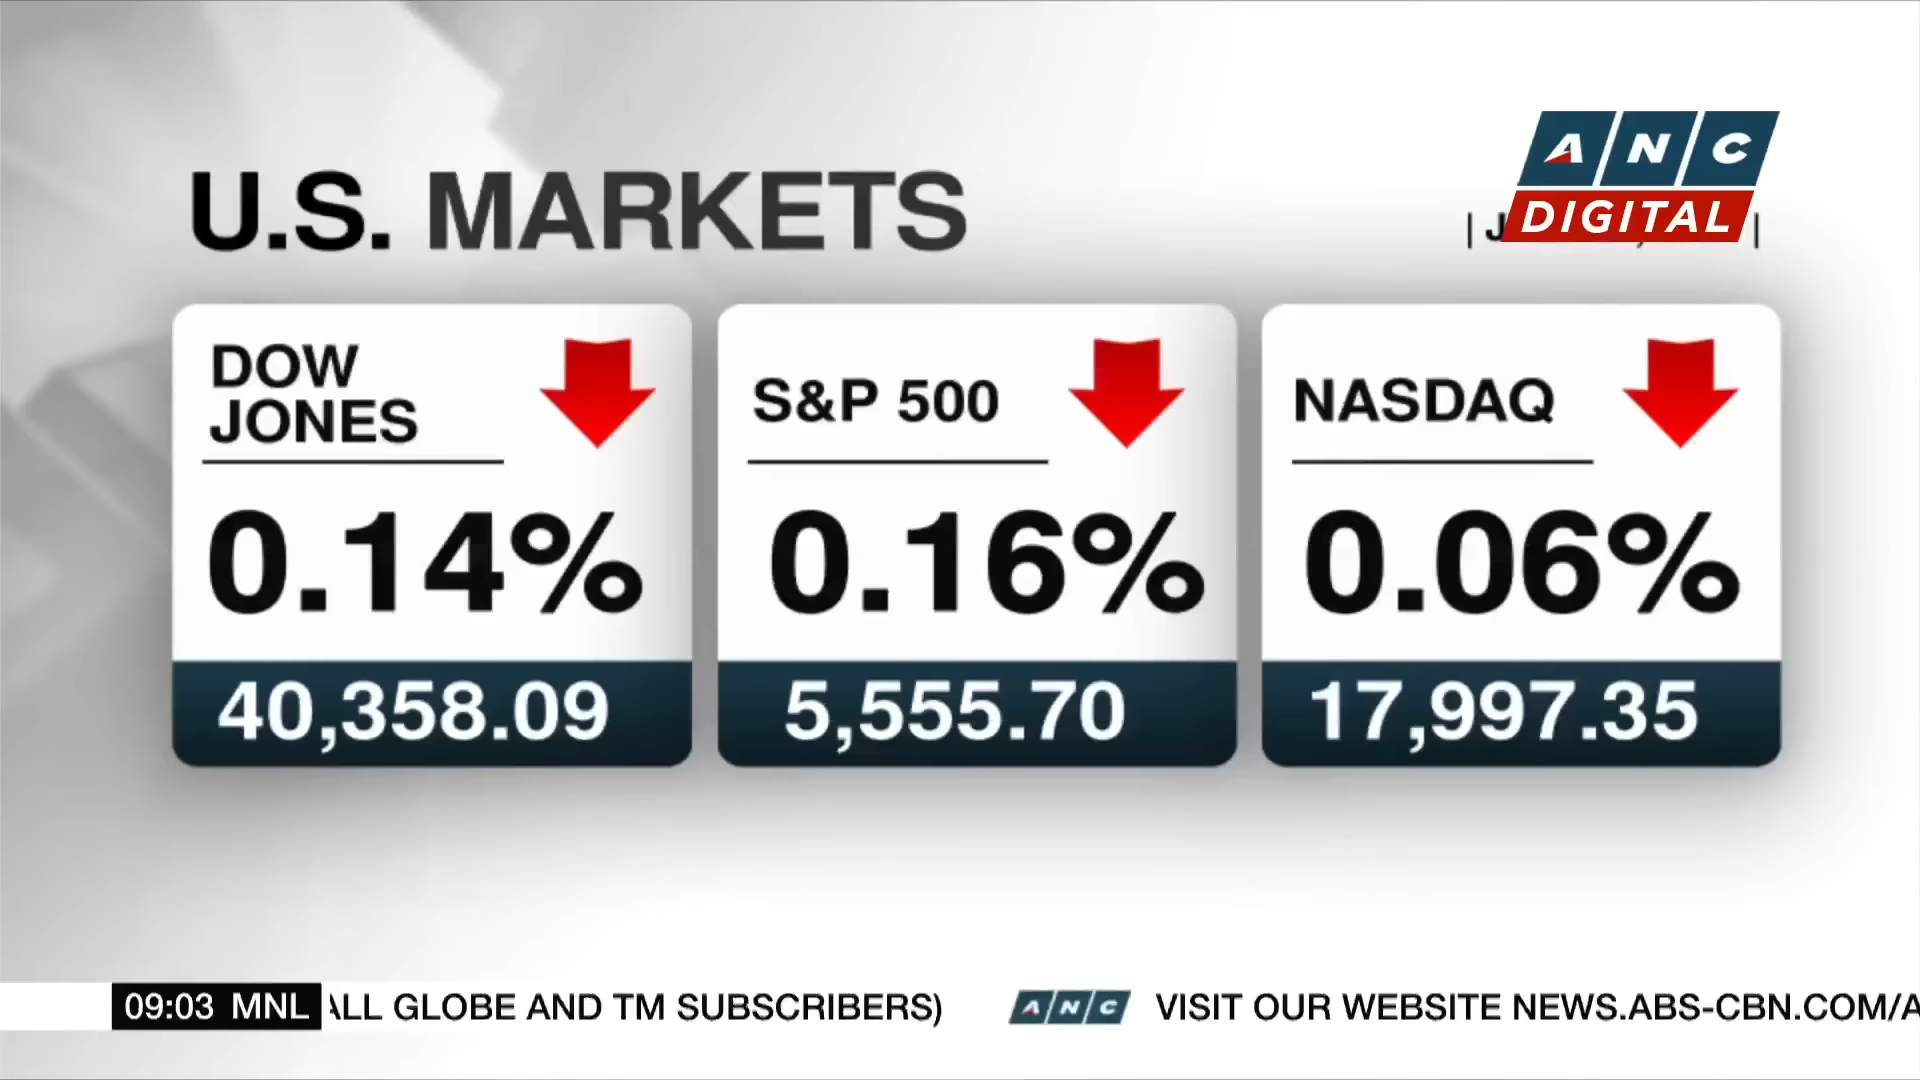 ANC
DIGITAL
U.S. MARKETS
DOW
JONES
0.14%
40,358.09
S&P 500
0.16%
5,555.70
NASDAQ
0.06%
17,997.35
09:03 MNL
ALL GLOBE AND TM SUBSCRIBERS)
ANC
VISIT OUR WEBSITE NEWS.ABS-CBN.COM/A